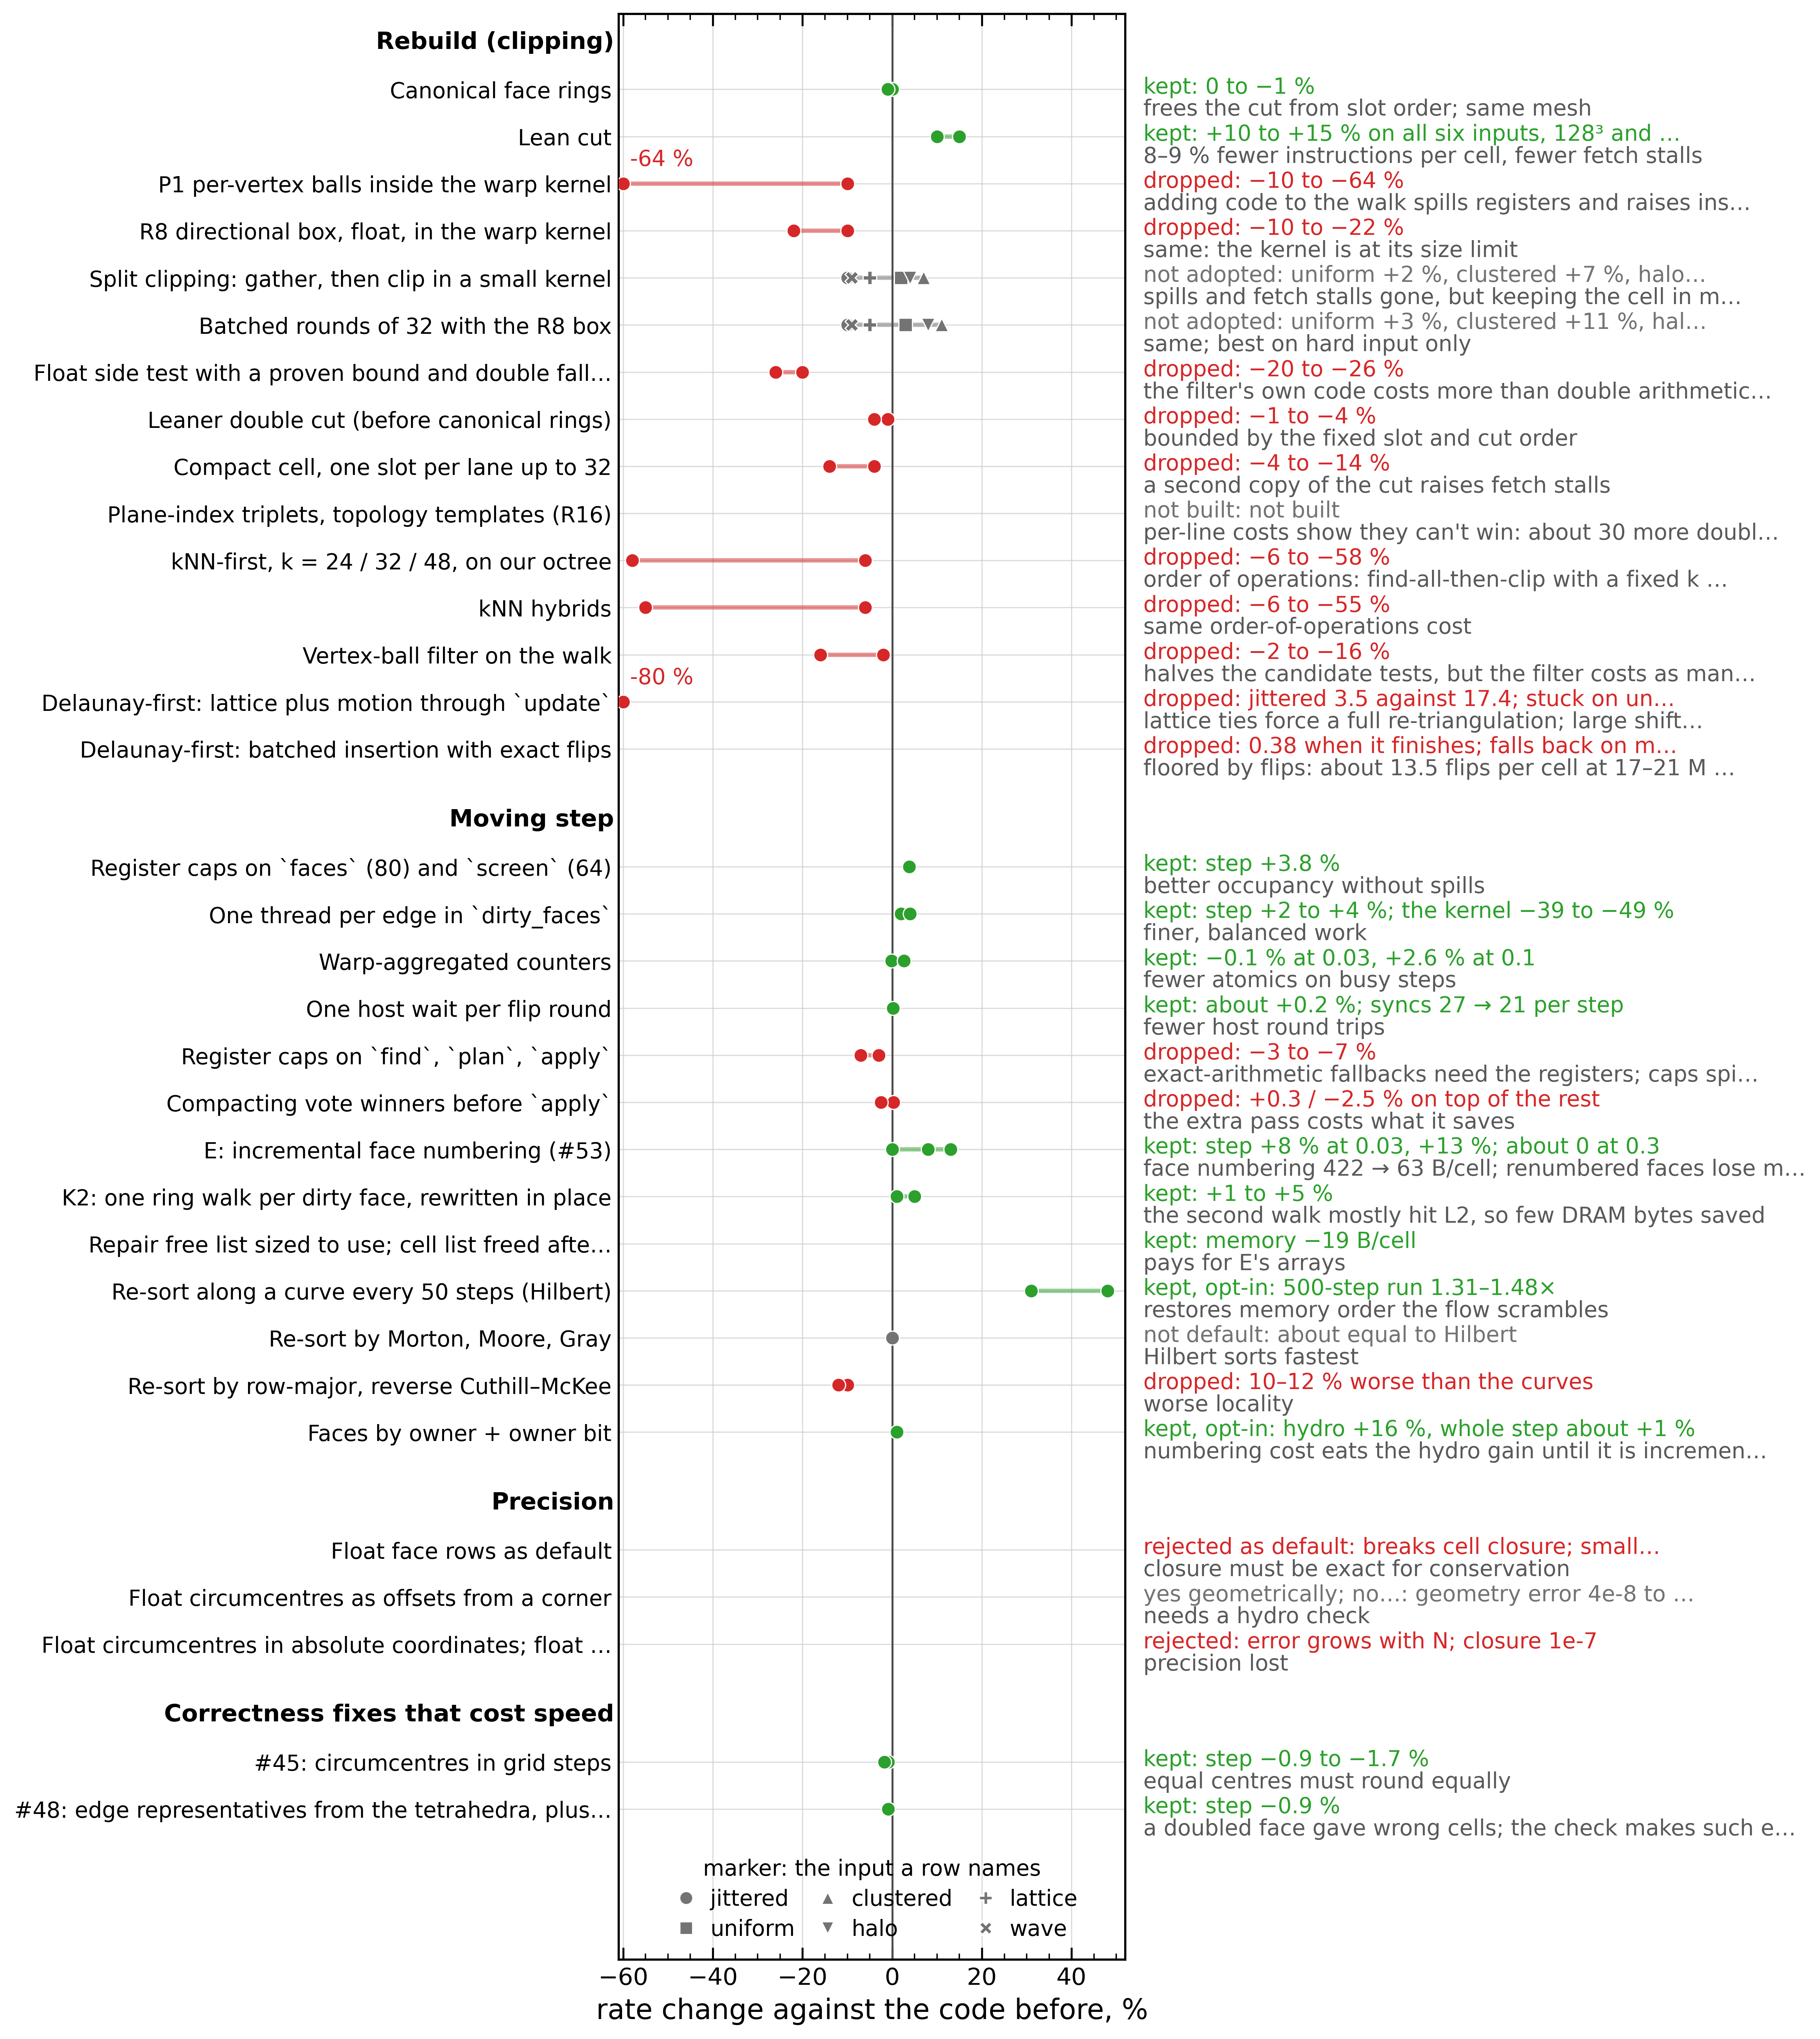 Rebuild (clipping)
Canonical face rings
kept: 0 to −1 %
frees the cut from slot order; same mesh
Lean cut
kept: +10 to +15 % on all six inputs, 128³ and …
8–9 % fewer instructions per cell, fewer fetch stalls
-64 %
P1 per-vertex balls inside the warp kernel
dropped: −10 to −64 %
adding code to the walk spills registers and raises ins…
R8 directional box, float, in the warp kernel
dropped: −10 to −22 %
same: the kernel is at its size limit
Split clipping: gather, then clip in a small kernel
not adopted: uniform +2 %, clustered +7 %, halo…
spills and fetch stalls gone, but keeping the cell in m…
Batched rounds of 32 with the R8 box
not adopted: uniform +3 %, clustered +11 %, hal…
same; best on hard input only
Float side test with a proven bound and double fall…
dropped: −20 to −26 %
the filter's own code costs more than double arithmetic…
Leaner double cut (before canonical rings)
dropped: −1 to −4 %
bounded by the fixed slot and cut order
Compact cell, one slot per lane up to 32
dropped: −4 to −14 %
a second copy of the cut raises fetch stalls
Plane-index triplets, topology templates (R16)
not built: not built
per-line costs show they can't win: about 30 more doubl…
kNN-first, k = 24 / 32 / 48, on our octree
dropped: −6 to −58 %
order of operations: find-all-then-clip with a fixed k …
kNN hybrids
dropped: −6 to −55 %
same order-of-operations cost
Vertex-ball filter on the walk
dropped: −2 to −16 %
halves the candidate tests, but the filter costs as man…
-80 %
Delaunay-first: lattice plus motion through `update`
dropped: jittered 3.5 against 17.4; stuck on un…
lattice ties force a full re-triangulation; large shift…
Delaunay-first: batched insertion with exact flips
dropped: 0.38 when it finishes; falls back on m…
floored by flips: about 13.5 flips per cell at 17–21 M …
Moving step
Register caps on `faces` (80) and `screen` (64)
kept: step +3.8 %
better occupancy without spills
One thread per edge in `dirty_faces`
kept: step +2 to +4 %; the kernel −39 to −49 %
finer, balanced work
Warp-aggregated counters
kept: −0.1 % at 0.03, +2.6 % at 0.1
fewer atomics on busy steps
One host wait per flip round
kept: about +0.2 %; syncs 27 → 21 per step
fewer host round trips
Register caps on `find`, `plan`, `apply`
dropped: −3 to −7 %
exact-arithmetic fallbacks need the registers; caps spi…
Compacting vote winners before `apply`
dropped: +0.3 / −2.5 % on top of the rest
the extra pass costs what it saves
E: incremental face numbering (#53)
kept: step +8 % at 0.03, +13 %; about 0 at 0.3
face numbering 422 → 63 B/cell; renumbered faces lose m…
K2: one ring walk per dirty face, rewritten in place
kept: +1 to +5 %
the second walk mostly hit L2, so few DRAM bytes saved
Repair free list sized to use; cell list freed afte…
kept: memory −19 B/cell
pays for E's arrays
Re-sort along a curve every 50 steps (Hilbert)
kept, opt-in: 500-step run 1.31–1.48×
restores memory order the flow scrambles
Re-sort by Morton, Moore, Gray
not default: about equal to Hilbert
Hilbert sorts fastest
Re-sort by row-major, reverse Cuthill–McKee
dropped: 10–12 % worse than the curves
worse locality
Faces by owner + owner bit
kept, opt-in: hydro +16 %, whole step about +1 %
numbering cost eats the hydro gain until it is incremen…
Precision
Float face rows as default
rejected as default: breaks cell closure; small…
closure must be exact for conservation
Float circumcentres as offsets from a corner
yes geometrically; no…: geometry error 4e-8 to …
needs a hydro check
Float circumcentres in absolute coordinates; float …
rejected: error grows with N; closure 1e-7
precision lost
Correctness fixes that cost speed
#45: circumcentres in grid steps
kept: step −0.9 to −1.7 %
equal centres must round equally
#48: edge representatives from the tetrahedra, plus…
kept: step −0.9 %
a doubled face gave wrong cells; the check makes such e…
marker: the input a row names
jittered clustered lattice
uniform halo wave
−60 −40 −20 0 20 40
rate change against the code before, %